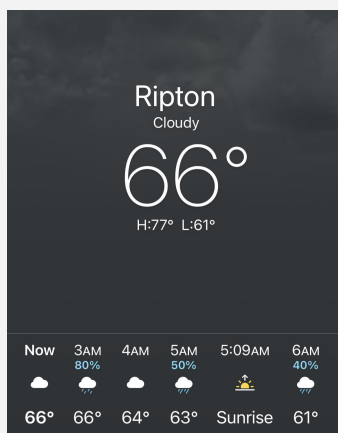 Ripton
Cloudy
66°
H:77° L:61°
Now 3AM 4AM 5AM 5:09AM 6AM
80% 50% 40%
66° 66° 64° 63° Sunrise 61°